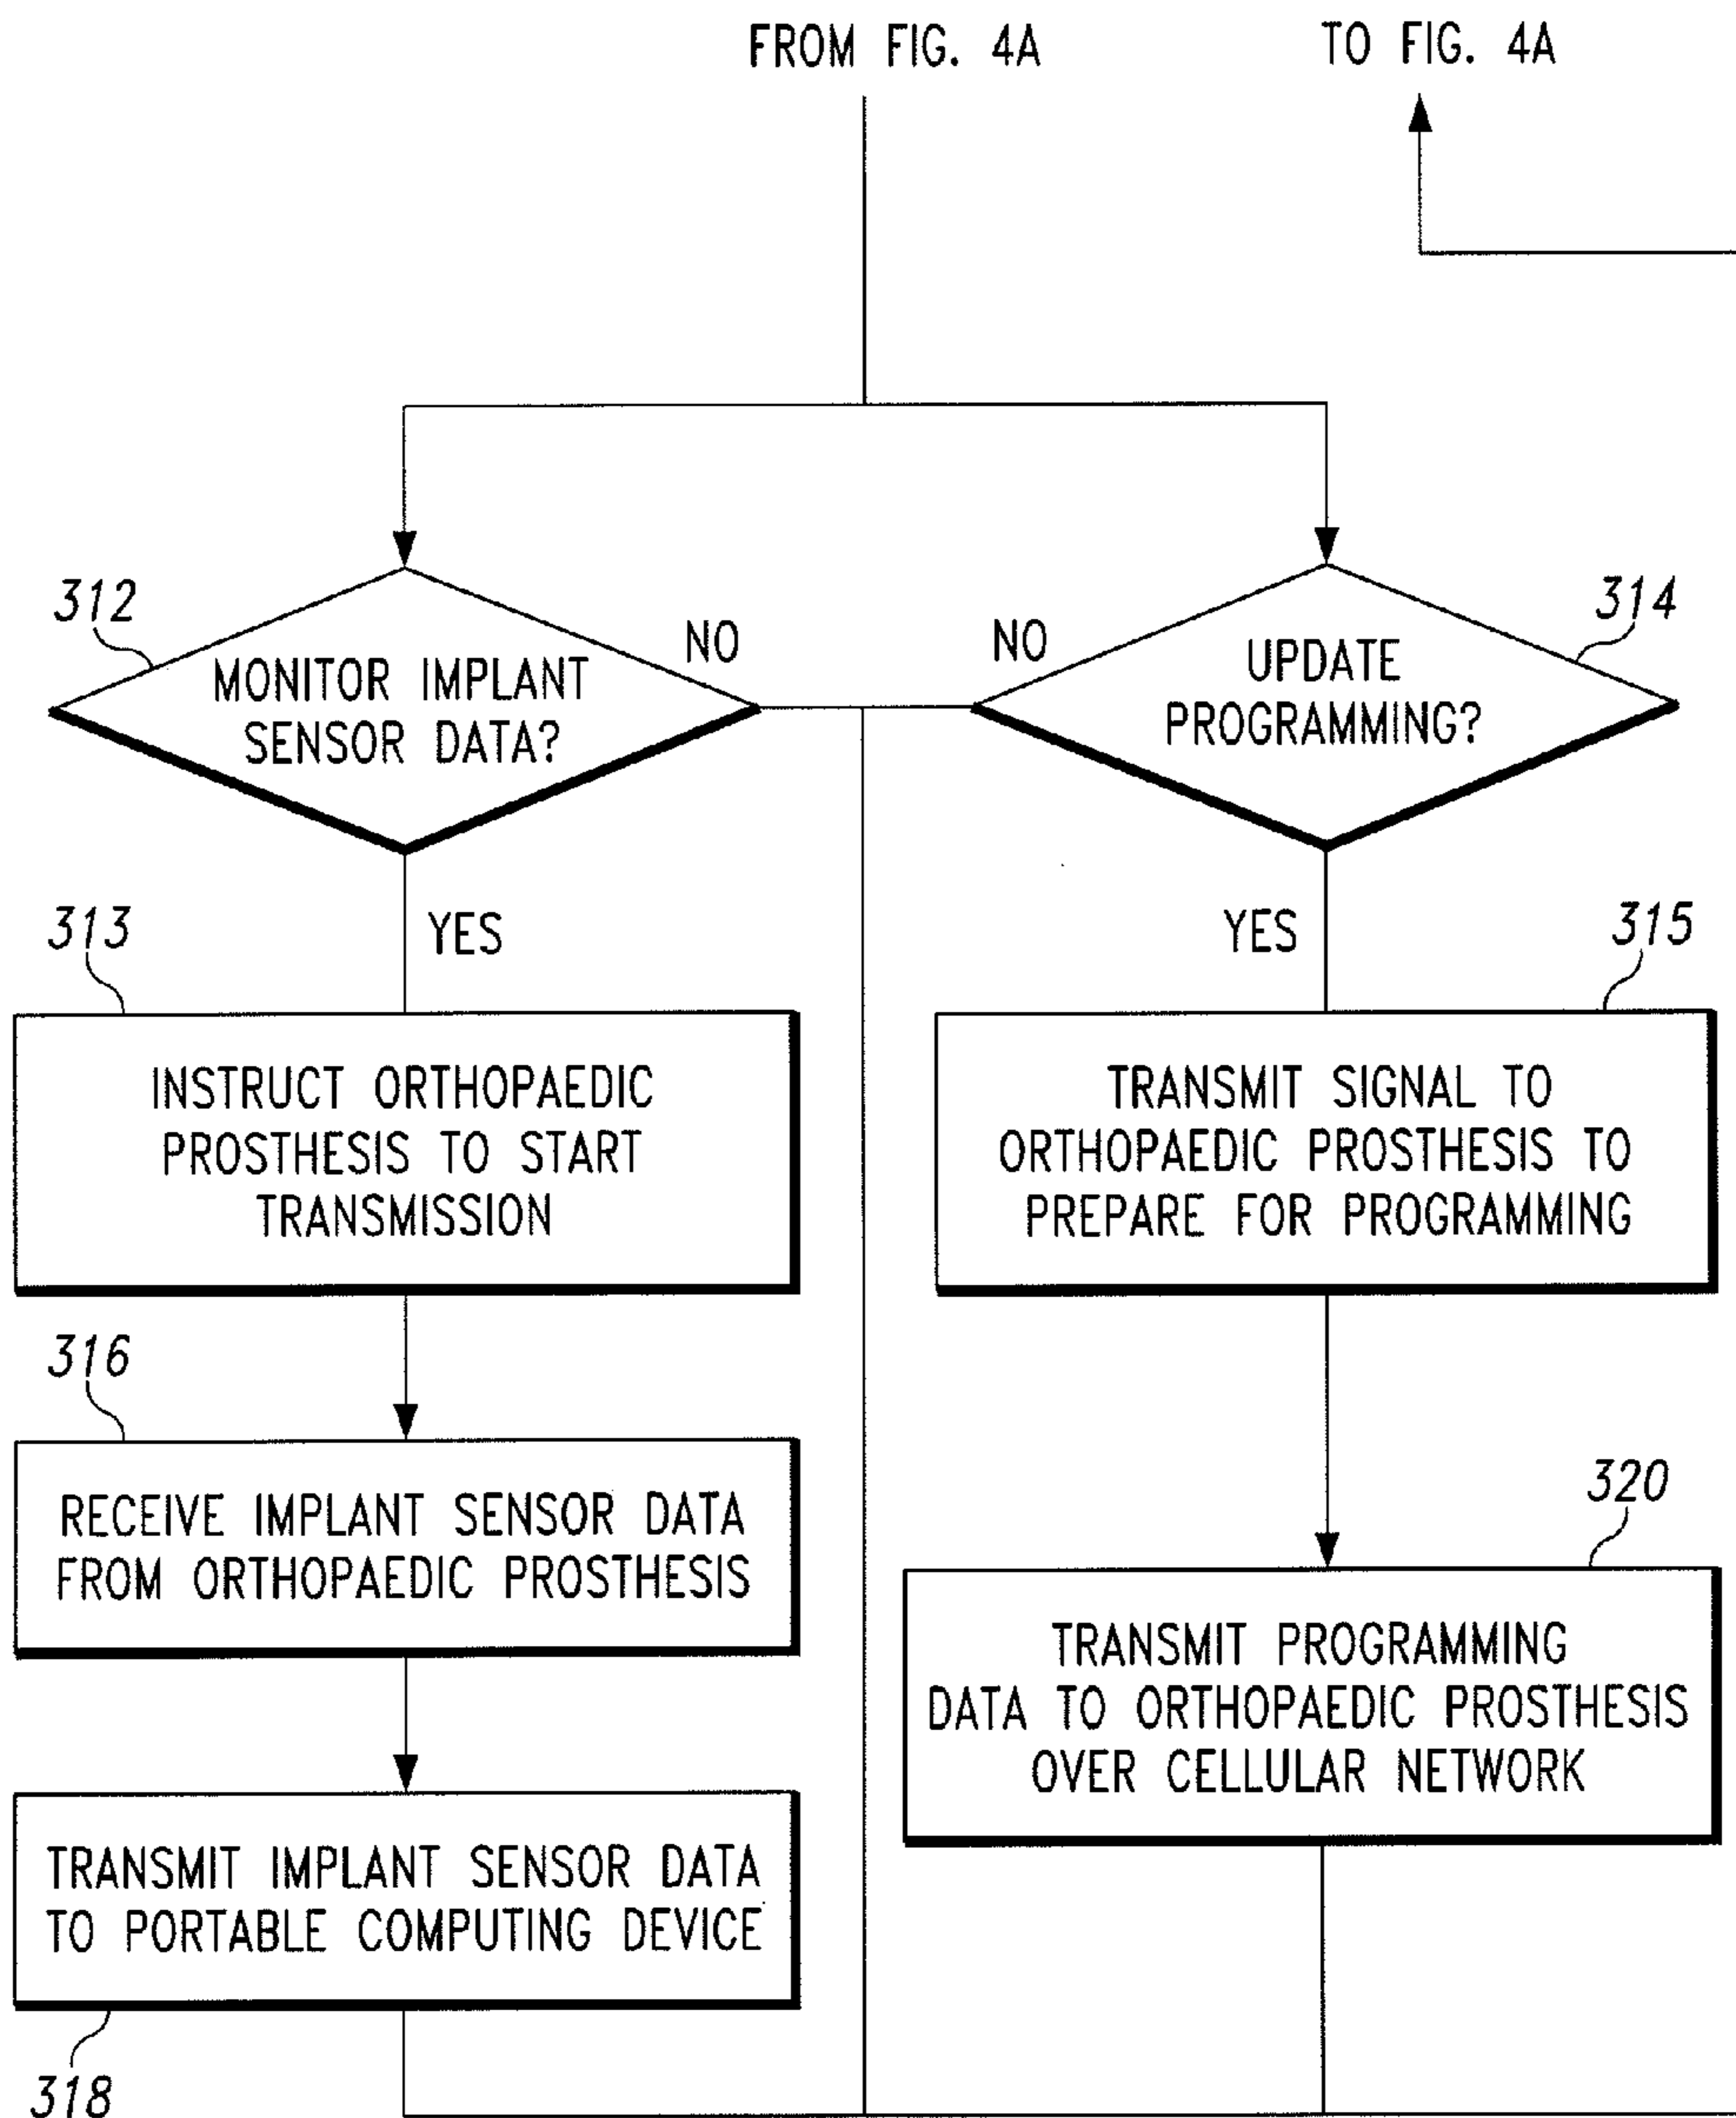 FROM FIG. 4A
TO FIG. 4A
312
MONITOR IMPLANT
SENSOR DATA?
NO
NO
UPDATE
PROGRAMMING?
314
YES
YES
313
INSTRUCT ORTHOPAEDIC
PROSTHESIS TO START
TRANSMISSION
315
TRANSMIT SIGNAL TO
ORTHOPAEDIC PROSTHESIS TO
PREPARE FOR PROGRAMMING
316
RECEIVE IMPLANT SENSOR DATA
FROM ORTHOPAEDIC PROSTHESIS
320
TRANSMIT PROGRAMMING
DATA TO ORTHOPAEDIC PROSTHESIS
OVER CELLULAR NETWORK
TRANSMIT IMPLANT SENSOR DATA
TO PORTABLE COMPUTING DEVICE
318